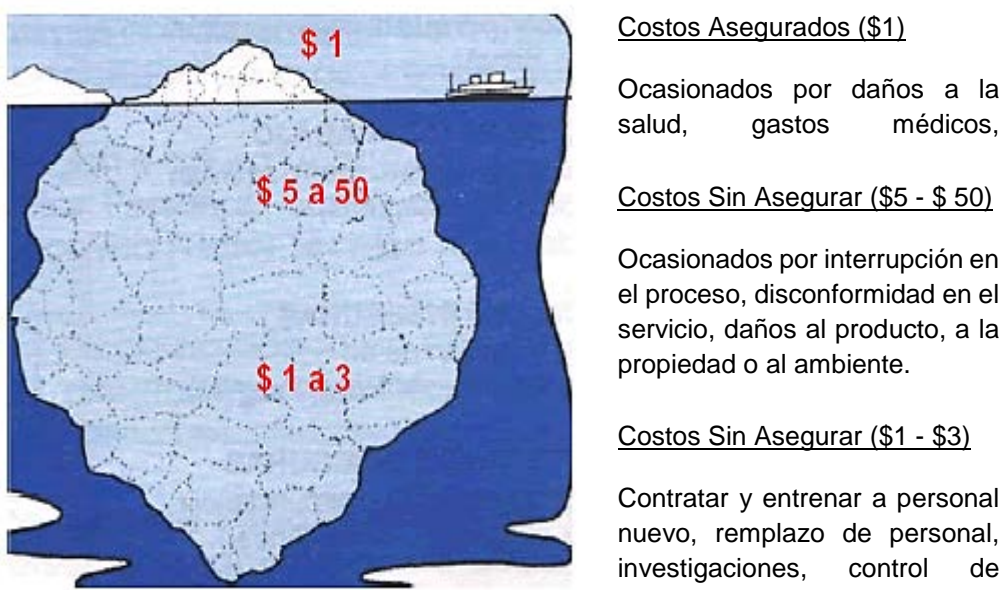 $ 1
$ 5 a 50
$ 1 a 3
Costos Asegurados ($1)
Ocasionados por daños a la
salud, gastos médicos,
Costos Sin Asegurar ($5 - $ 50)
Ocasionados por interrupción en
el proceso, disconformidad en el
servicio, daños al producto, a la
propiedad o al ambiente.
Costos Sin Asegurar ($1 - $3)
Contratar y entrenar a personal
nuevo, remplazo de personal,
investigaciones, control de